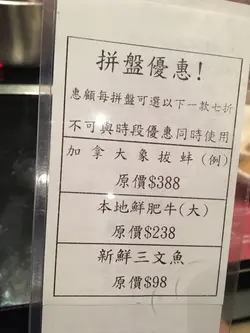 拼盤優惠!
惠顧每拼盤可選以下一款七折
不可與時段優惠同時使用
加拿大象拔蚌(例)
原價$388
本地鮮肥牛(大)
原價$238
新鮮三文魚
原價$98